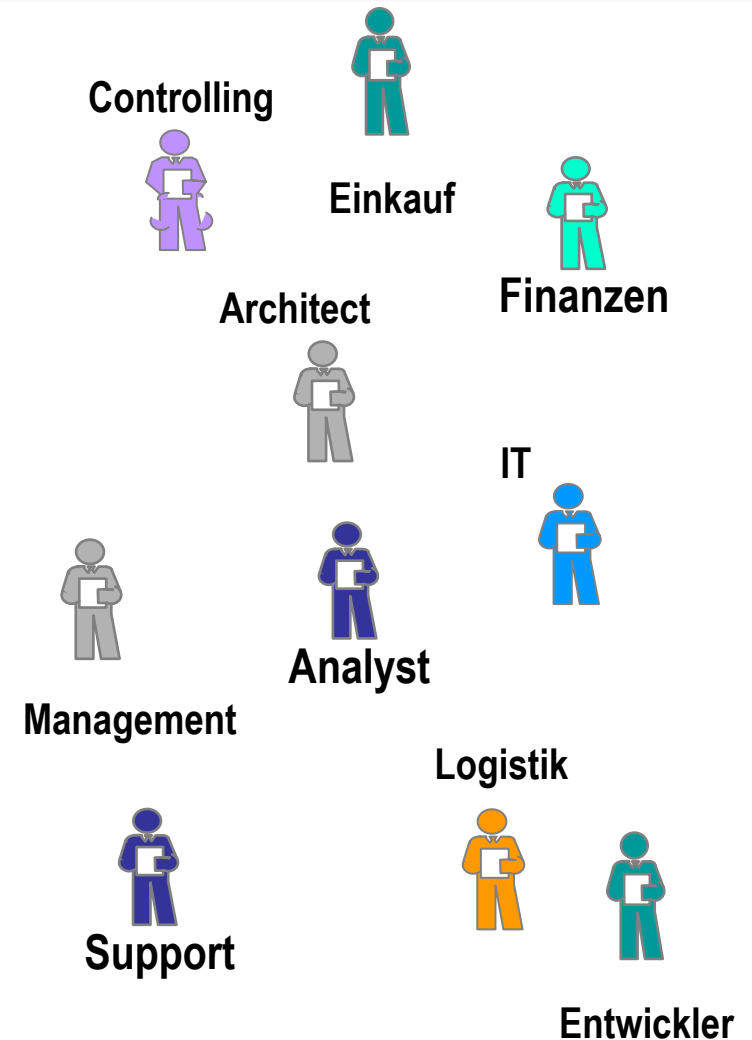 Controlling
Einkauf
Finanzen
Architect
IT
Analyst
Management
Logistik
Support
Entwickler